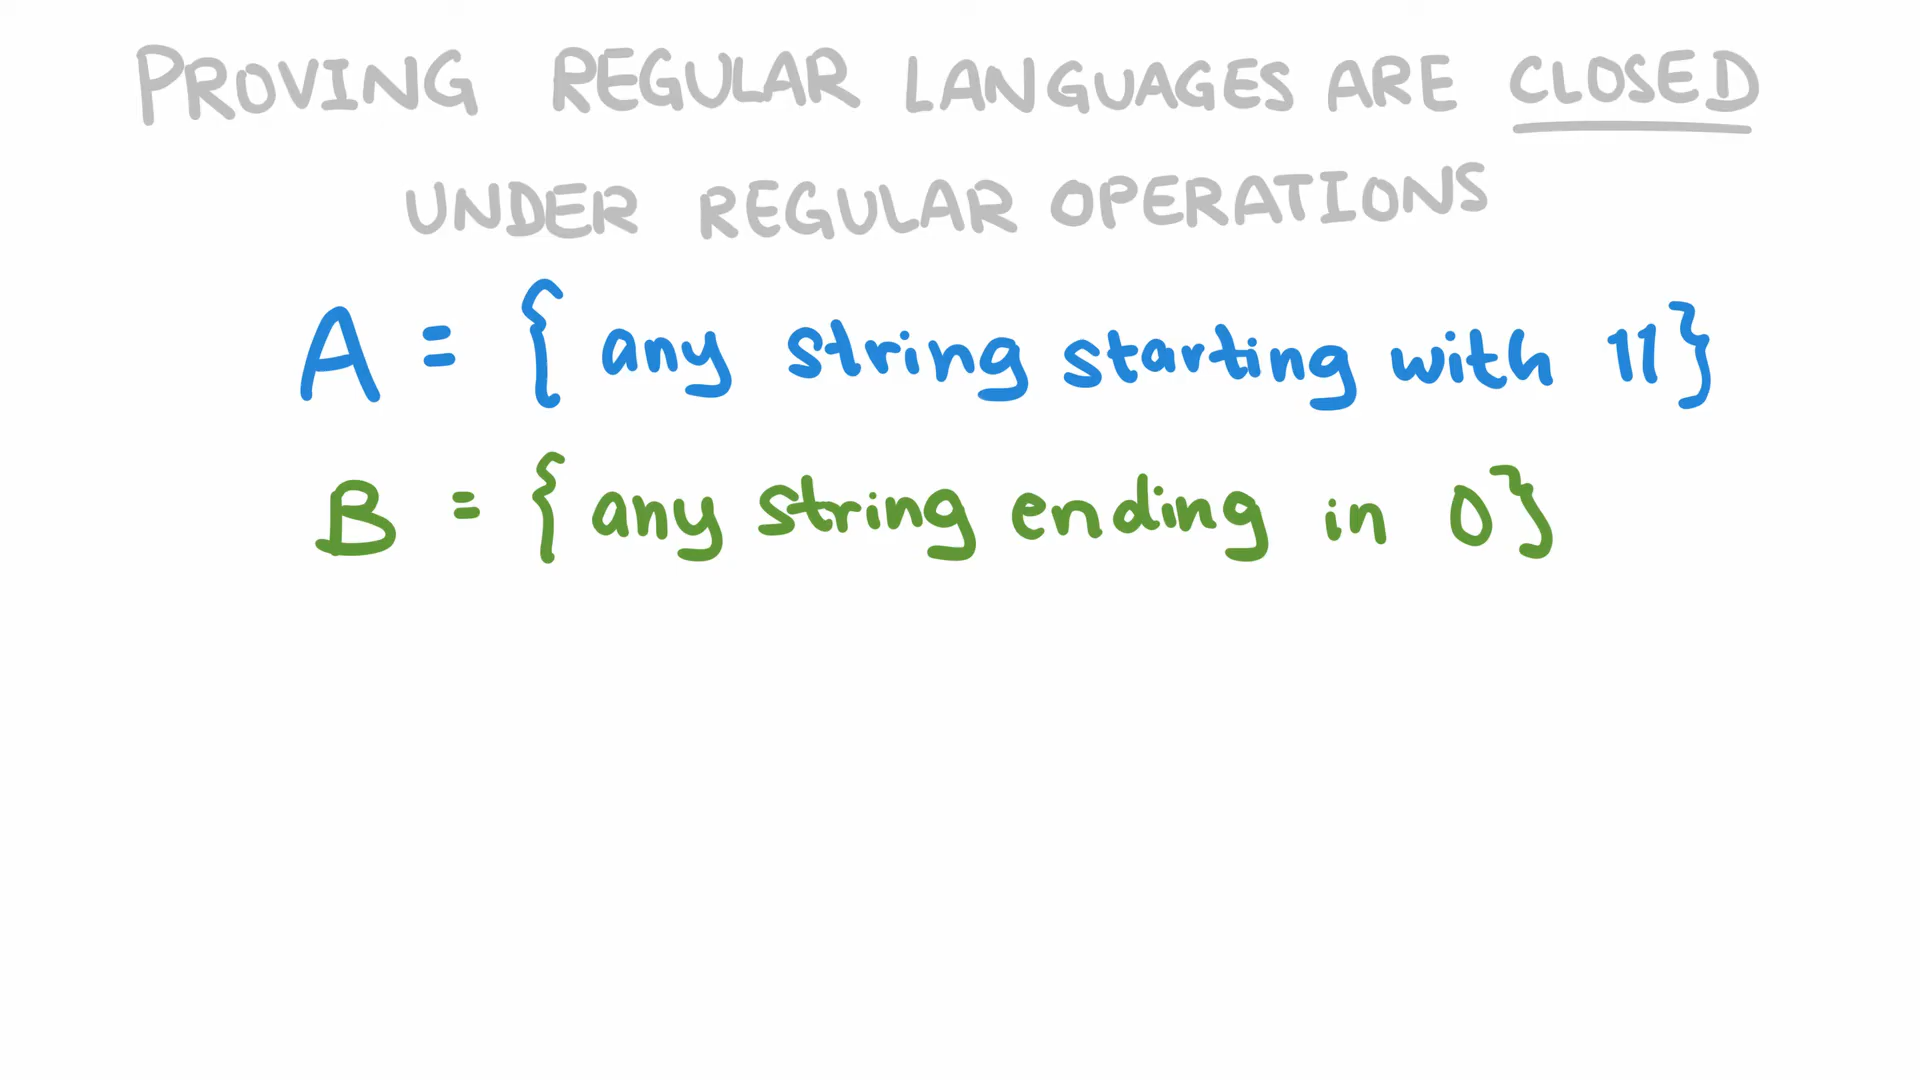 PROVING REGULAR LANGUAGES ARE CLOSED
UNDER REGULAR OPERATIONS
A = { any string starting with 11}
B = { any string ending in 0}